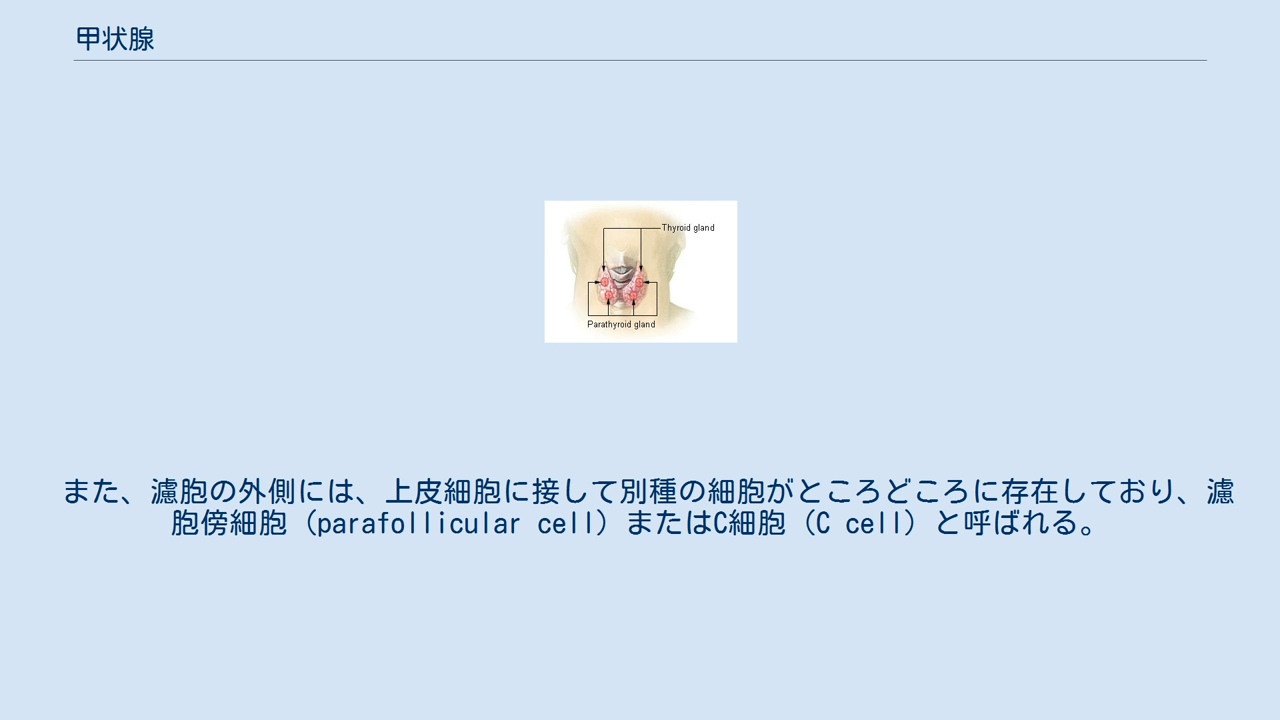 甲状腺
Thyroid gland
Parathyroid gland
また、濾胞の外側には、上皮細胞に接して別種の細胞がところどころに存在しており、濾
胞傍細胞（parafollicular cell）またはC細胞（C cell）と呼ばれる。